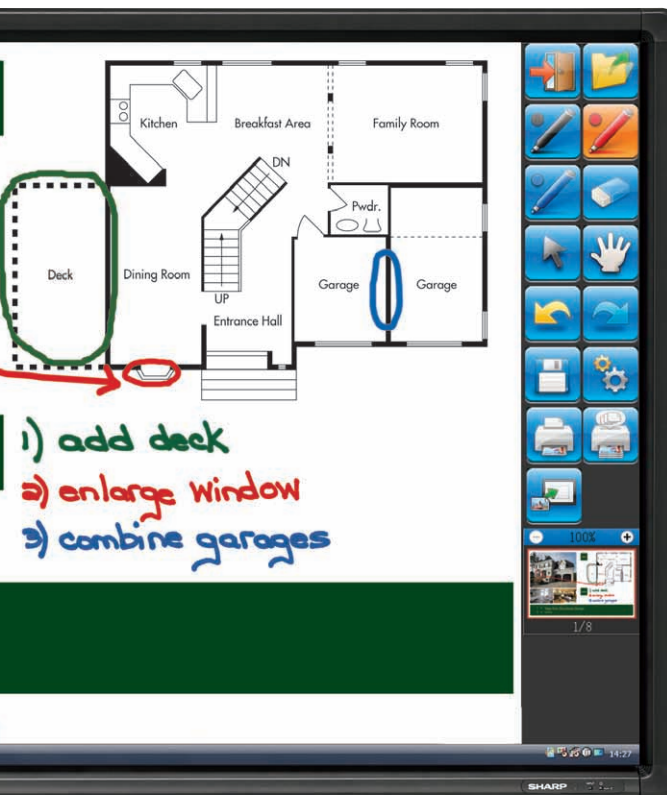 Kitchen
Breakfast Area
Family Room
DN
Pwdr.
Deck
Dining Room
UP
Entrance Hall
Garage
Garage
1) add deck
2) enlarge window
3) combine garages
100%
1/8
14:27
SHARP